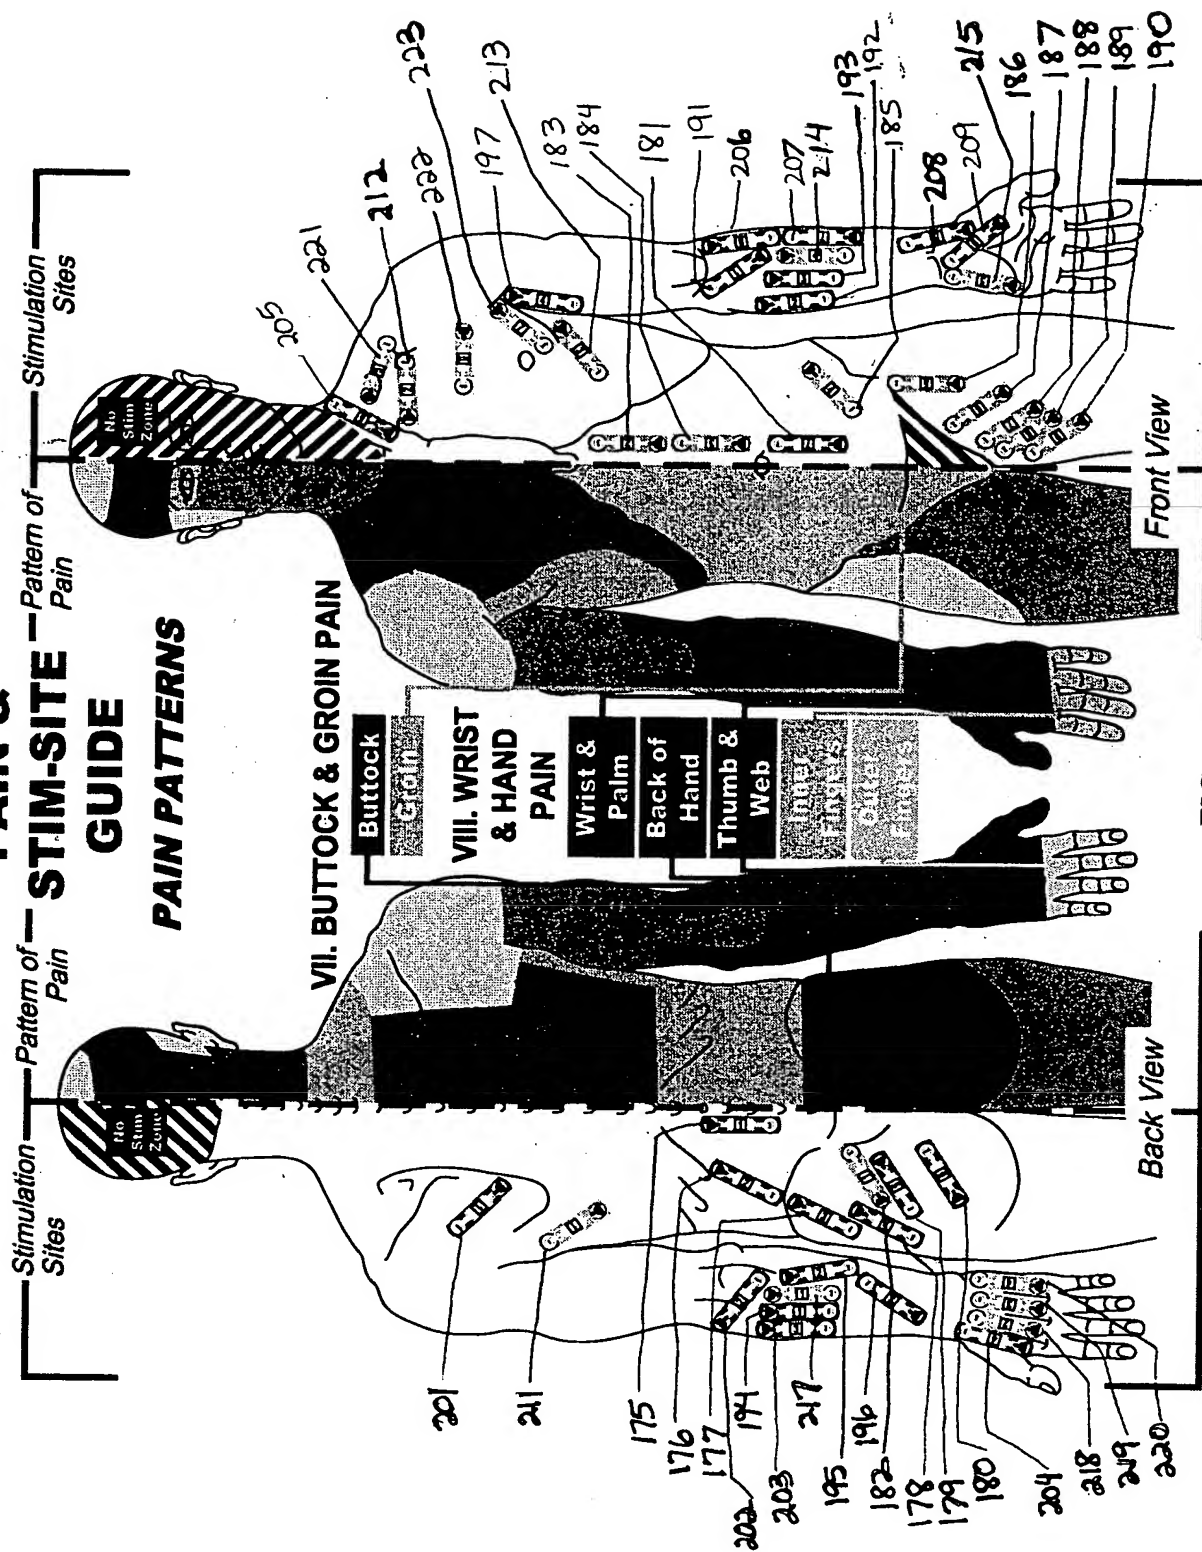 STIM-SITE
GUIDE
PAIN PATTERNS
Stimulation
Sites
Pattern of
Pain
Pattern of
Pain
Stimulation
Sites
No
Stim
Zone
No
Stim
Zone
VII. BUTTOCK & GROIN PAIN
Buttock
Groin
VIII. WRIST
& HAND
PAIN
Wrist &
Palm
Back of
Hand
Thumb &
Web
Inner
Fingers
Outer
Fingers
Back View
Front View
201
211
175
176
177
202
194
203
217
195
196
182
178
179
180
204
218
219
220
205
221
212
222
223
197
213
183
184
181
191
206
207
214
193
192
185
208
209
215
186
187
188
189
190